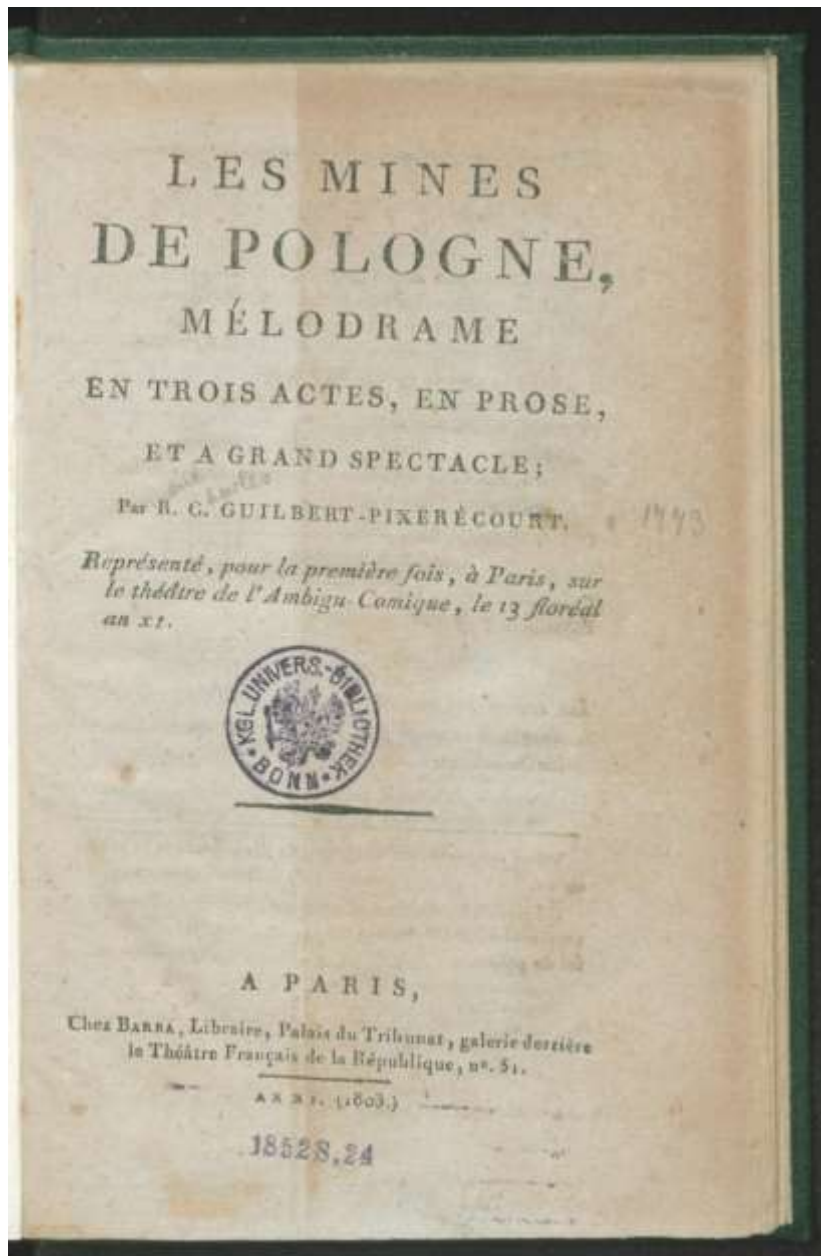 LES MINES
DE POLOGNE,
MÉLODRAME
EN TROIS ACTES, EN PROSE,
ET A GRAND SPECTACLE;
Par R. C. GUILBERT-PIXERÉCOURT.
1773
Représenté, pour la première fois, à Paris, sur
le théâtre de l'Ambigu-Comique, le 13 floréal
an XI.
KGL. UNIVERS.-BIBLIOTHEK
BONN
A PARIS,
Chez BARBA, Libraire, Palais du Tribunat, galerie derrière
le Théâtre Français de la République, n°. 51.
AN XI. (1803.)
18528,24